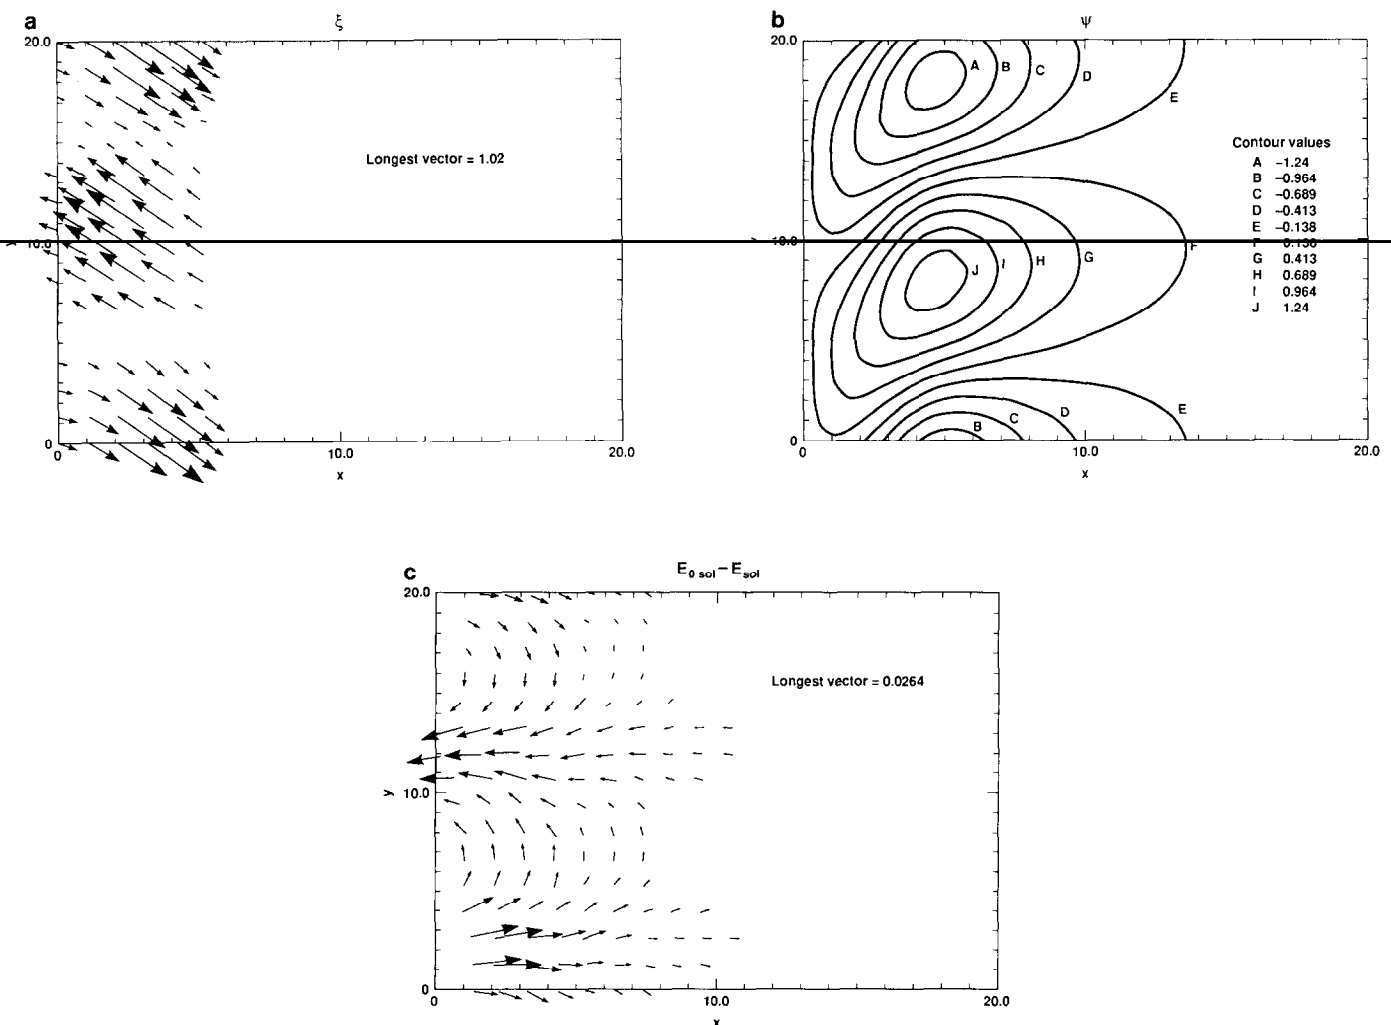 a
ξ
20.0
Longest vector = 1.02
y
10.0
0
0
10.0
20.0
x
b
ψ
20.0
A
B
C
D
E
Contour values
A −1.24
B −0.964
C −0.689
D −0.413
E −0.138
G 0.413
H 0.689
I 0.964
J 1.24
10.0
J
I
H
G
F
B
C
D
E
0
0
10.0
20.0
x
c
E0 sol − Esol
20.0
Longest vector = 0.0264
y
10.0
0
0
10.0
20.0
x